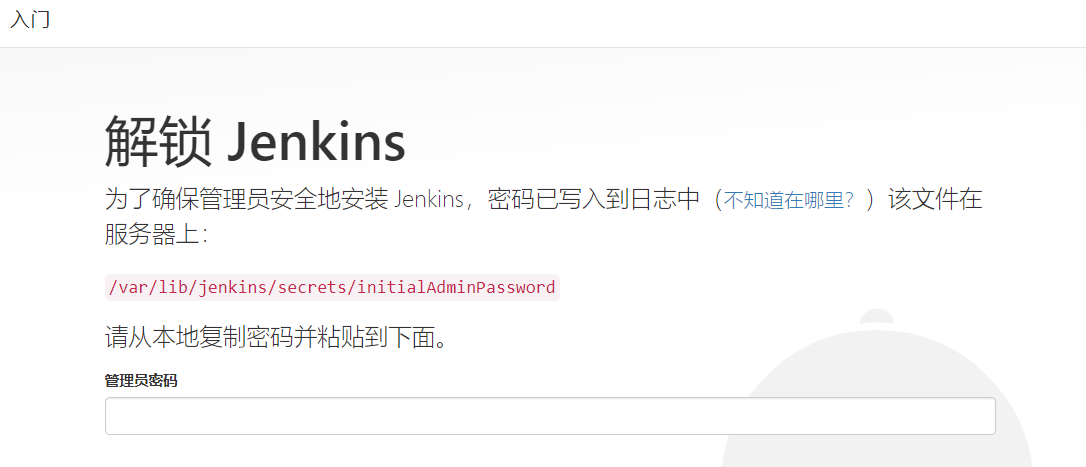 入门
解锁 Jenkins
为了确保管理员安全地安装 Jenkins，密码已写入到日志中（不知道在哪里？）该文件在
服务器上：
/var/lib/jenkins/secrets/initialAdminPassword
请从本地复制密码并粘贴到下面。
管理员密码